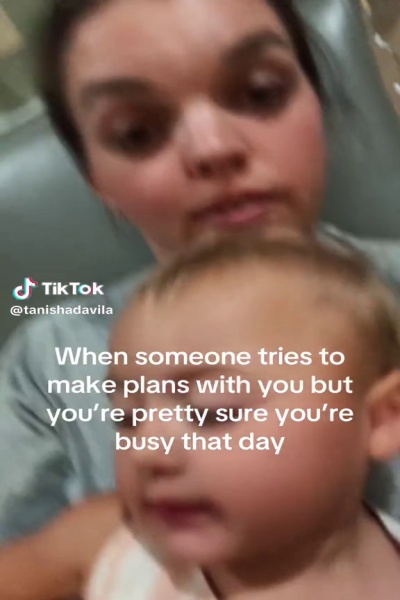 TikTok
@tanishadavila
When someone tries to
make plans with you but
you're pretty sure you're
busy that day